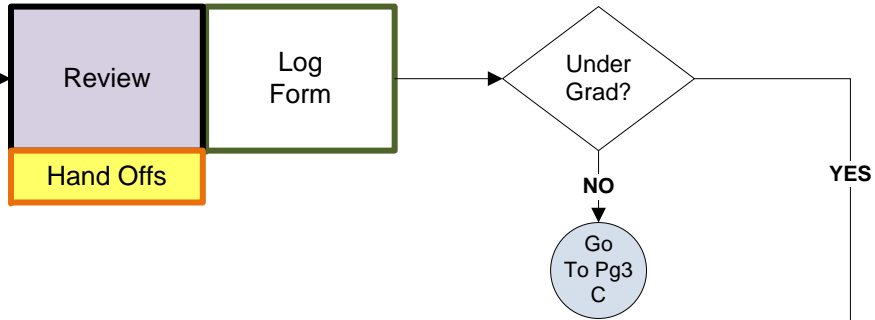 Review
Hand Offs
Log
Form
Under
Grad?
NO
YES
Go
To Pg3
C